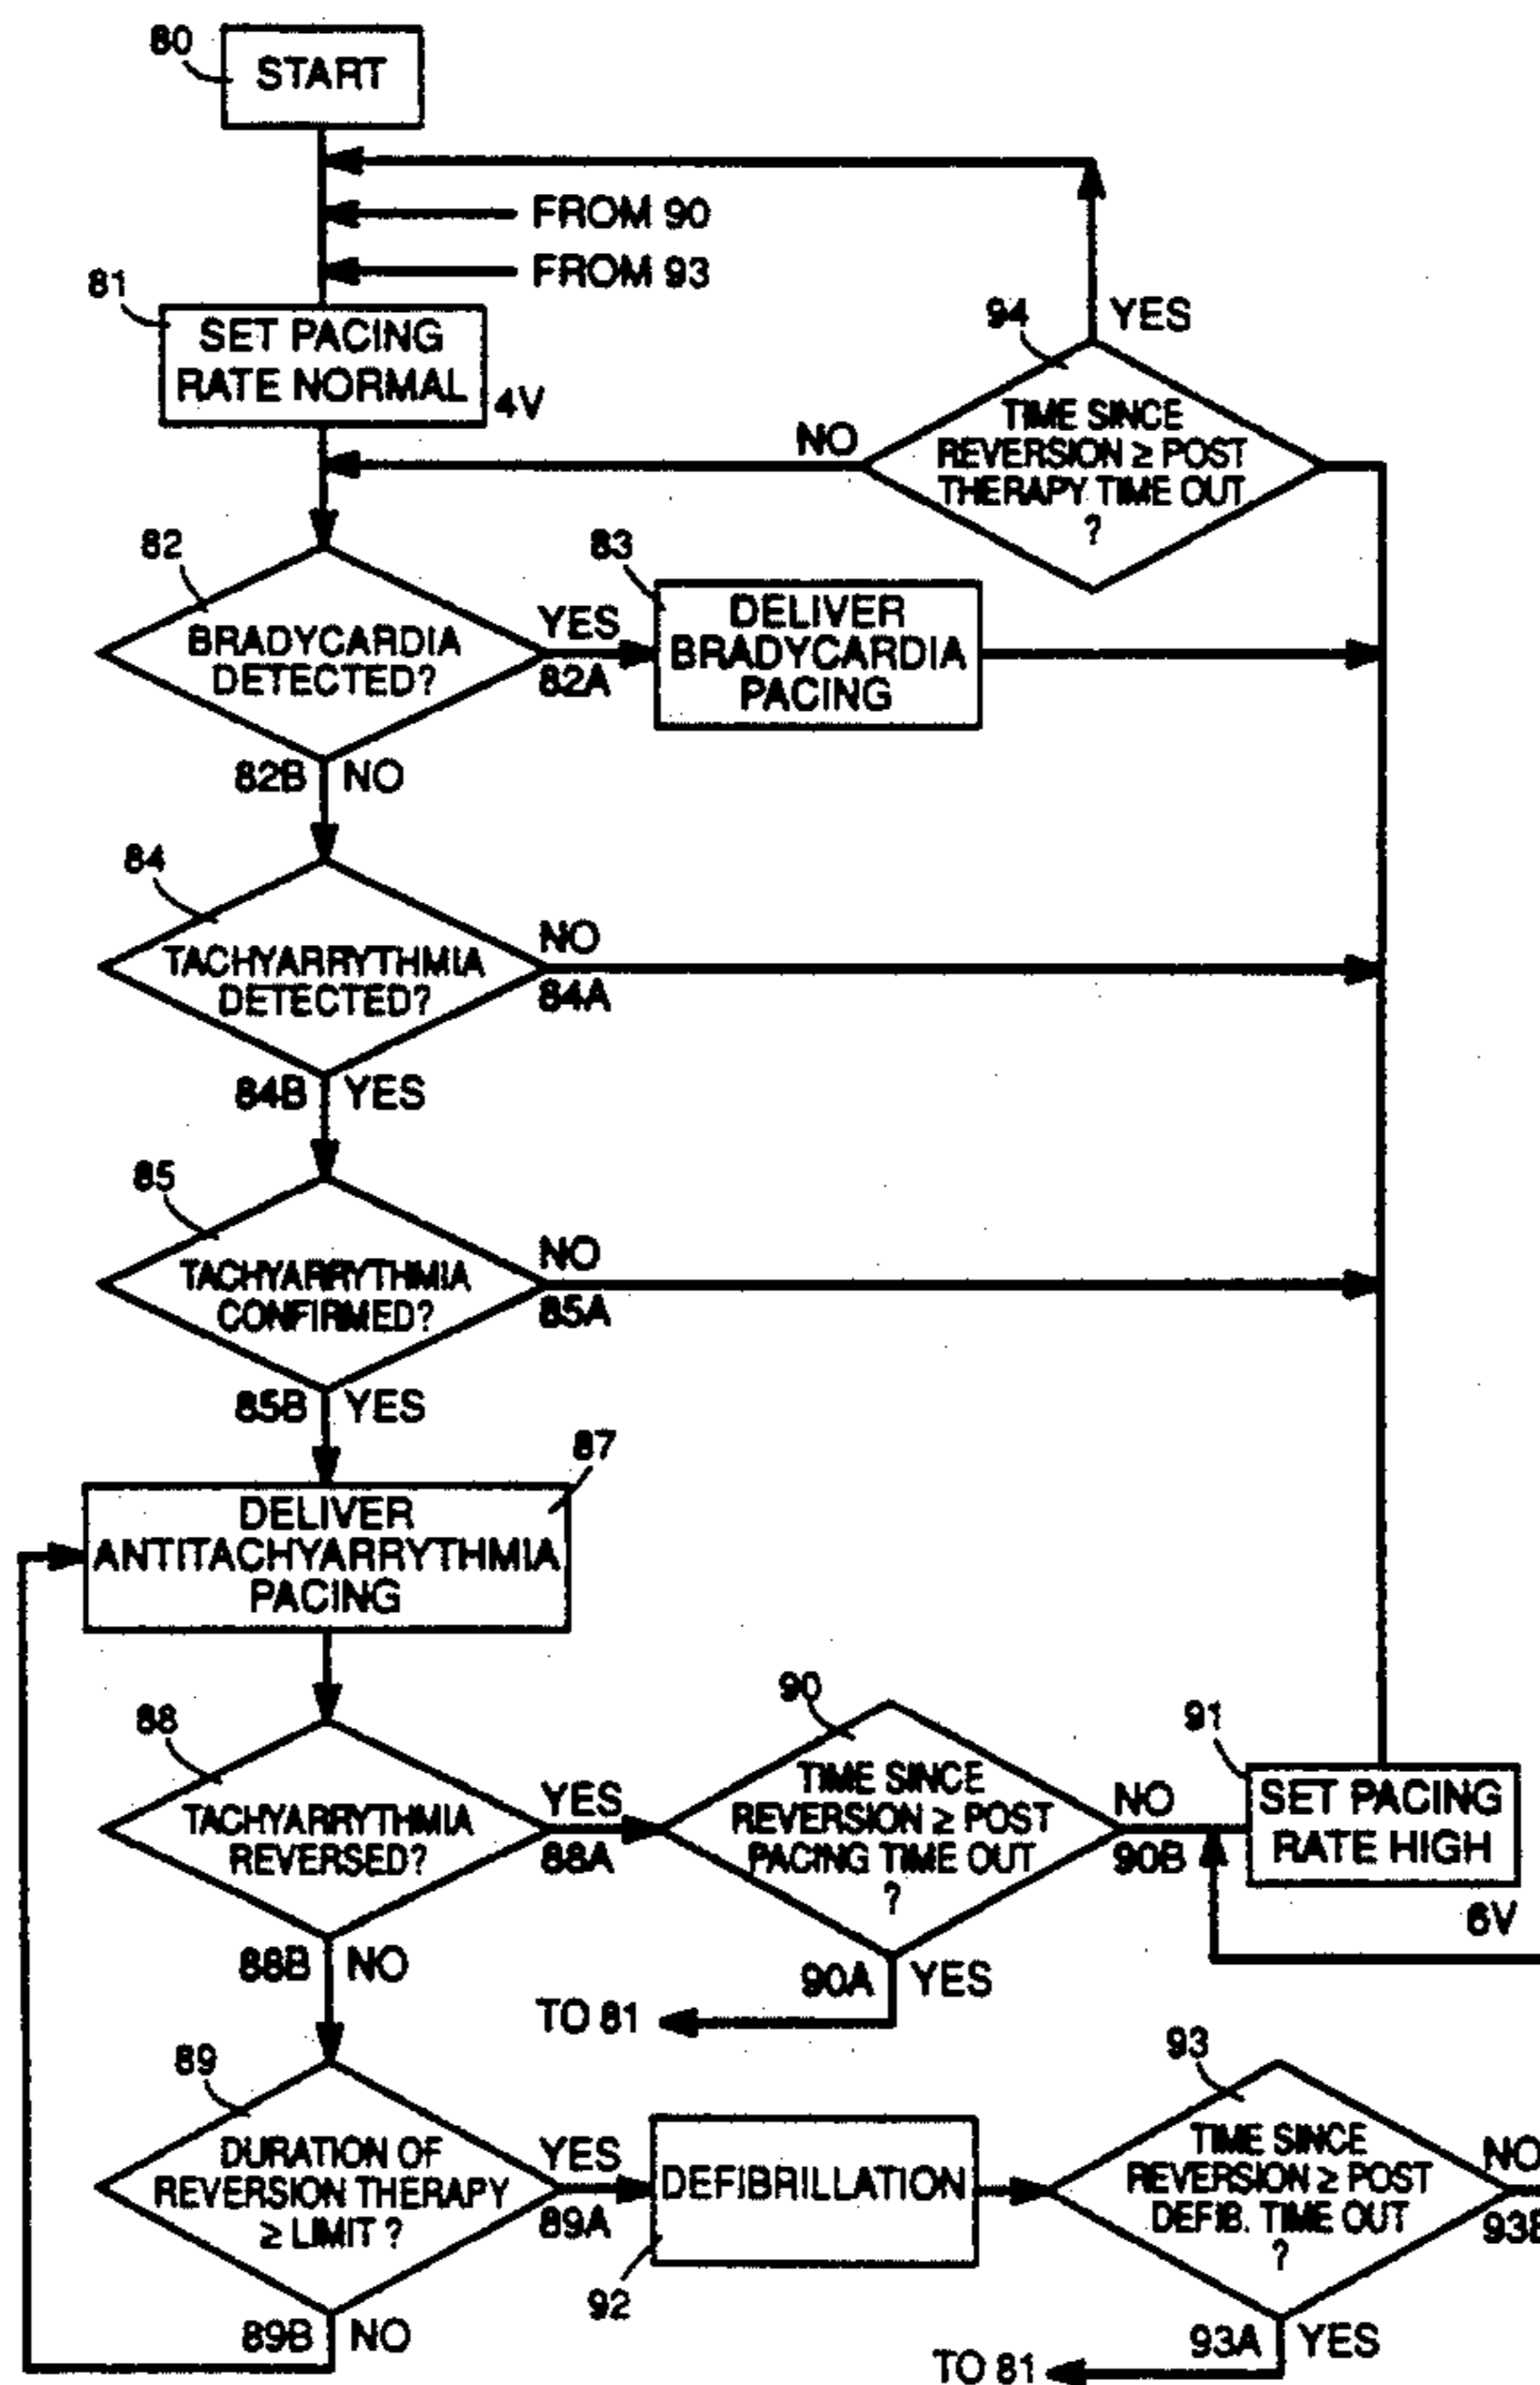 80
START
FROM 90
FROM 93
81
SET PACING
RATE NORMAL
4V
94
YES
TIME SINCE
REVERSION ≥ POST
THERAPY TIME OUT
?
NO
82
BRADYCARDIA
DETECTED?
YES
82A
83
DELIVER
BRADYCARDIA
PACING
82B NO
84
TACHYARRYTHMIA
DETECTED?
NO
84A
84B YES
85
TACHYARRYTHMIA
CONFIRMED?
NO
85A
85B YES
87
DELIVER
ANTITACHYARRYTHMIA
PACING
88
TACHYARRYTHMIA
REVERSED?
YES
88A
90
TIME SINCE
REVERSION ≥ POST
PACING TIME OUT
?
NO
90B
91
SET PACING
RATE HIGH
6V
88B NO
90A YES
TO 81
89
DURATION OF
REVERSION THERAPY
≥ LIMIT ?
YES
89A
DEFIBRILLATION
92
93
TIME SINCE
REVERSION ≥ POST
DEFIB. TIME OUT
?
NO
89B NO
93A YES
TO 81